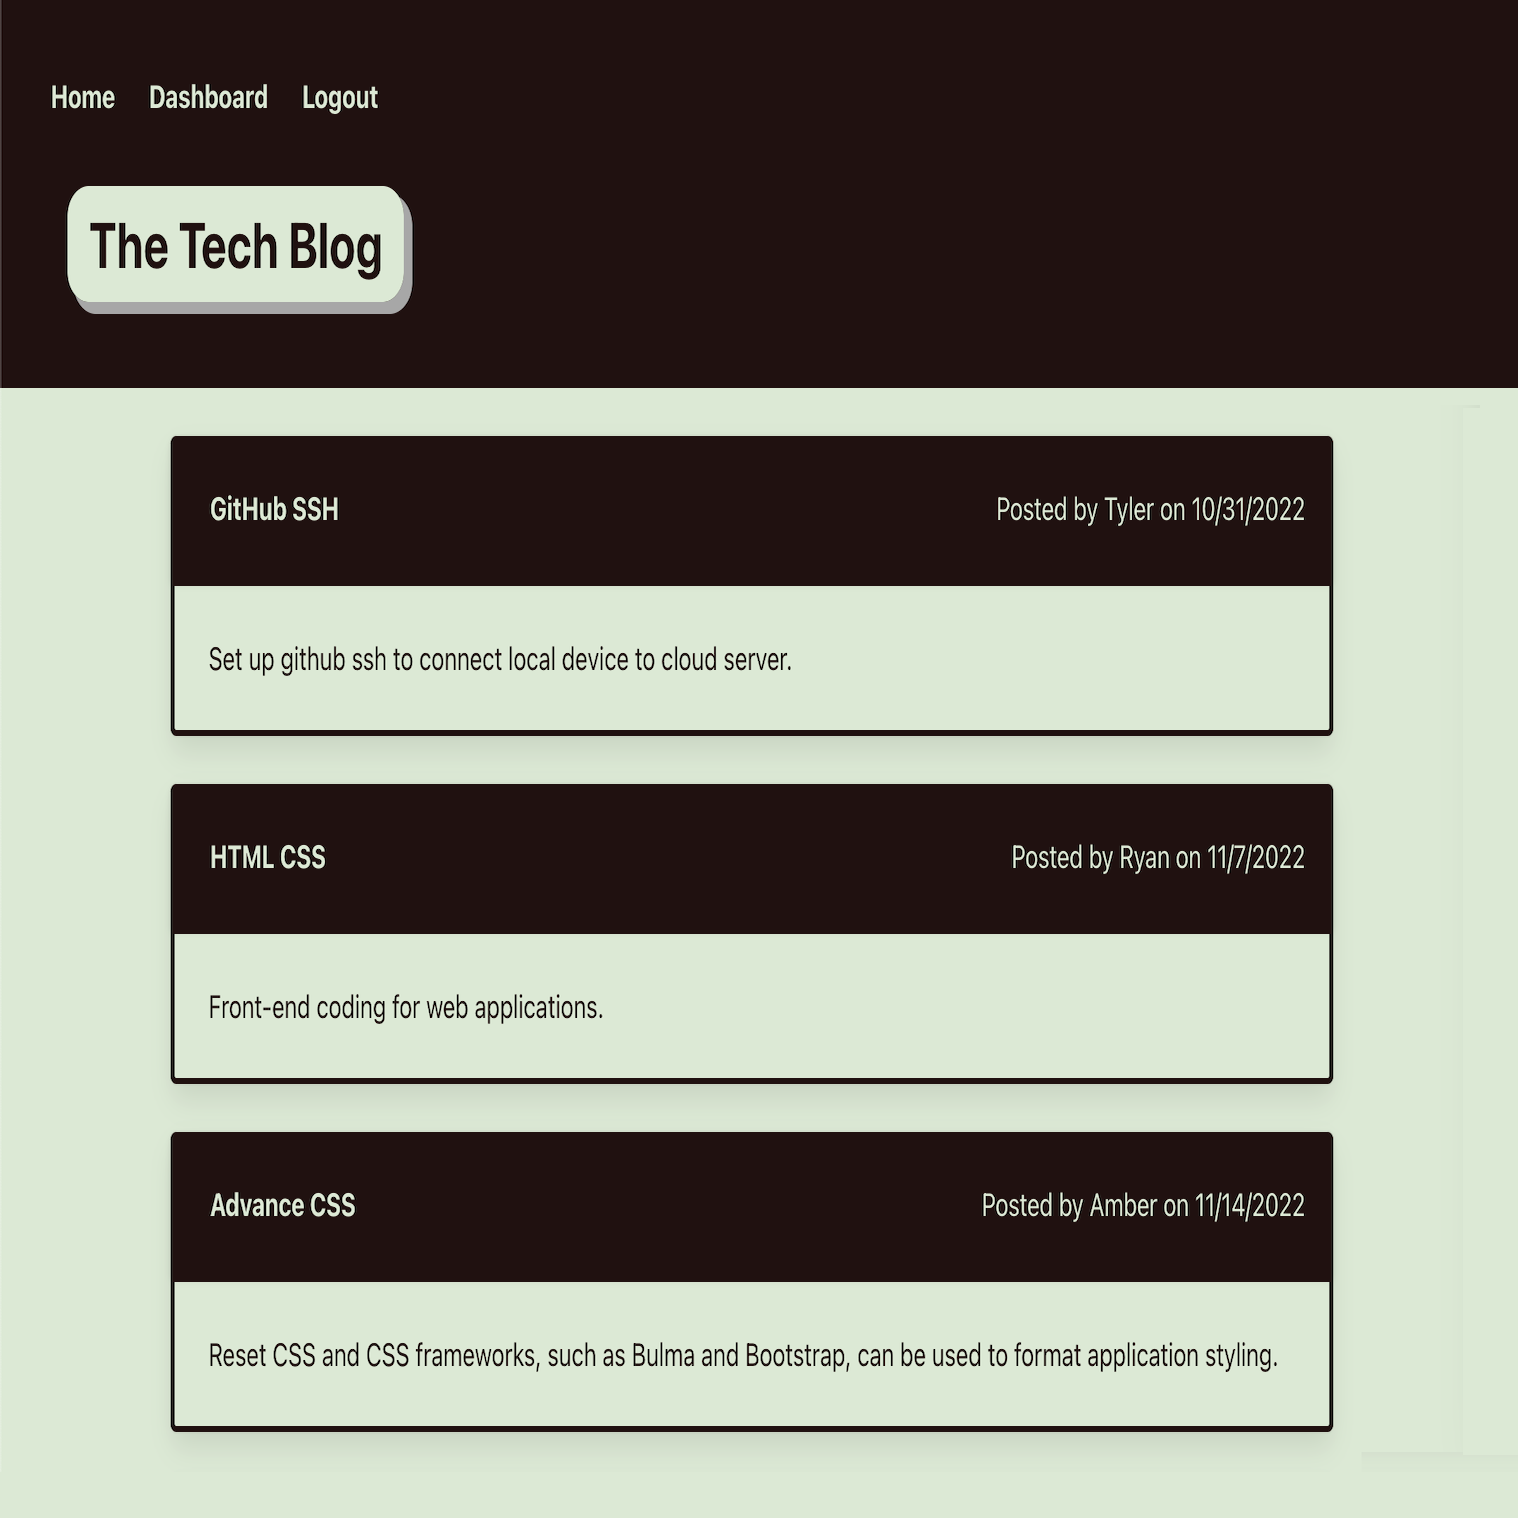 Home Dashboard Logout
The Tech Blog
GitHub SSH Posted by Tyler on 10/31/2022
Set up github ssh to connect local device to cloud server.
HTML CSS Posted by Ryan on 11/7/2022
Front-end coding for web applications.
Advance CSS Posted by Amber on 11/14/2022
Reset CSS and CSS frameworks, such as Bulma and Bootstrap, can be used to format application styling.